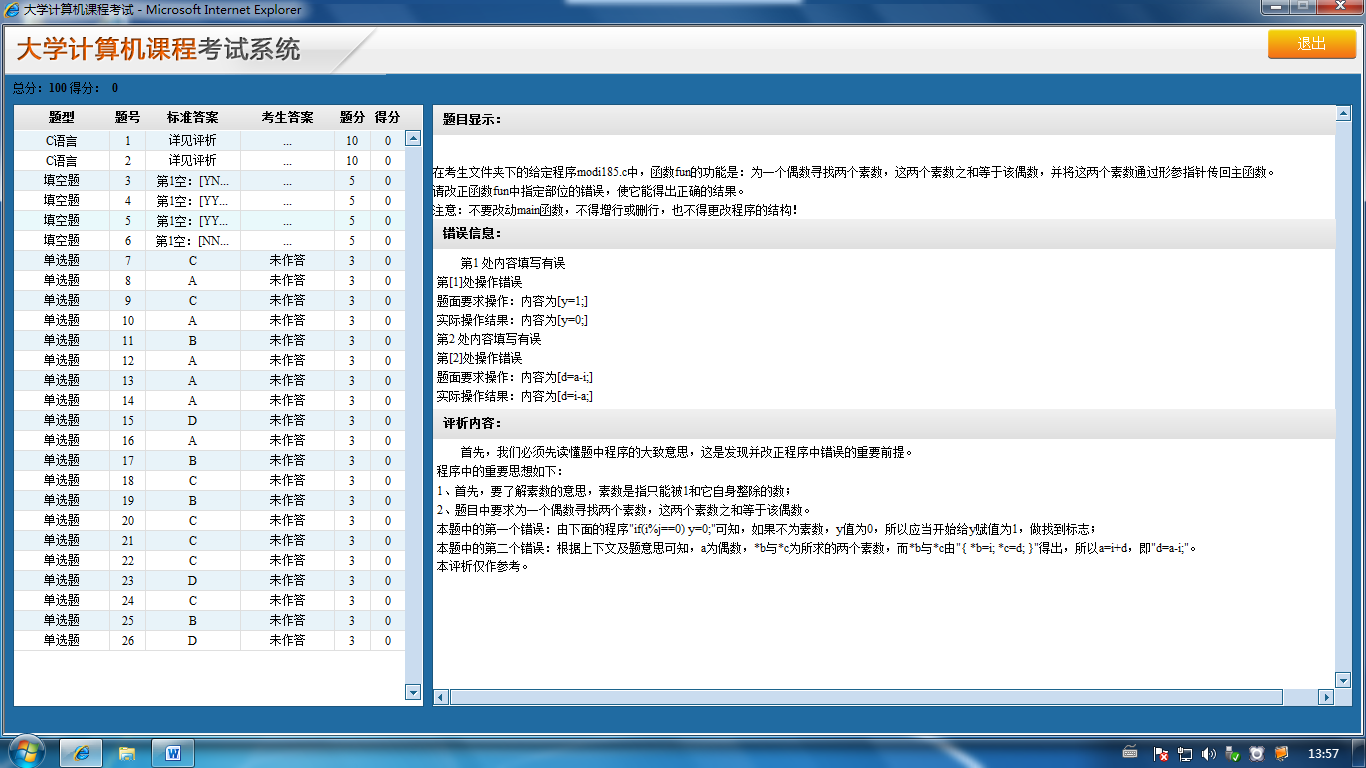 大学计算机课程考试 - Microsoft Internet Explorer
大学计算机课程考试系统
退出
总分：100 得分： 0
题型 题号 标准答案 考生答案 题分 得分
C语言 1 详见评析 ... 10 0
C语言 2 详见评析 ... 10 0
填空题 3 第1空：[YN... ... 5 0
填空题 4 第1空：[YY... ... 5 0
填空题 5 第1空：[YY... ... 5 0
填空题 6 第1空：[NN... ... 5 0
单选题 7 C 未作答 3 0
单选题 8 A 未作答 3 0
单选题 9 C 未作答 3 0
单选题 10 A 未作答 3 0
单选题 11 B 未作答 3 0
单选题 12 A 未作答 3 0
单选题 13 A 未作答 3 0
单选题 14 A 未作答 3 0
单选题 15 D 未作答 3 0
单选题 16 A 未作答 3 0
单选题 17 B 未作答 3 0
单选题 18 C 未作答 3 0
单选题 19 B 未作答 3 0
单选题 20 C 未作答 3 0
单选题 21 C 未作答 3 0
单选题 22 C 未作答 3 0
单选题 23 D 未作答 3 0
单选题 24 C 未作答 3 0
单选题 25 B 未作答 3 0
单选题 26 D 未作答 3 0
题目显示：
在考生文件夹下的给定程序modi185.c中，函数fun的功能是：为一个偶数寻找两个素数，这两个素数之和等于该偶数，并将这两个素数通过形参指针传回主函数。
请改正函数fun中指定部位的错误，使它能得出正确的结果。
注意：不要改动main函数，不得增行或删行，也不得更改程序的结构！
错误信息：
第1 处内容填写有误
第[1]处操作错误
题面要求操作：内容为[y=1;]
实际操作结果：内容为[y=0;]
第2 处内容填写有误
第[2]处操作错误
题面要求操作：内容为[d=a-i;]
实际操作结果：内容为[d=i-a;]
评析内容：
首先，我们必须先读懂题中程序的大致意思，这是发现并改正程序中错误的重要前提。
程序中的重要思想如下：
1、首先，要了解素数的意思，素数是指只能被1和它自身整除的数；
2、题目中要求为一个偶数寻找两个素数，这两个素数之和等于该偶数。
本题中的第一个错误：由下面的程序"if(i%j==0) y=0;"可知，如果不为素数，y值为0，所以应当开始给y赋值为1，做找到标志；
本题中的第二个错误：根据上下文及题意思可知，a为偶数，*b与*c为所求的两个素数，而*b与*c由"{ *b=i; *c=d; }"得出，所以a=i+d，即"d=a-i;"。
本评析仅作参考。
13:57